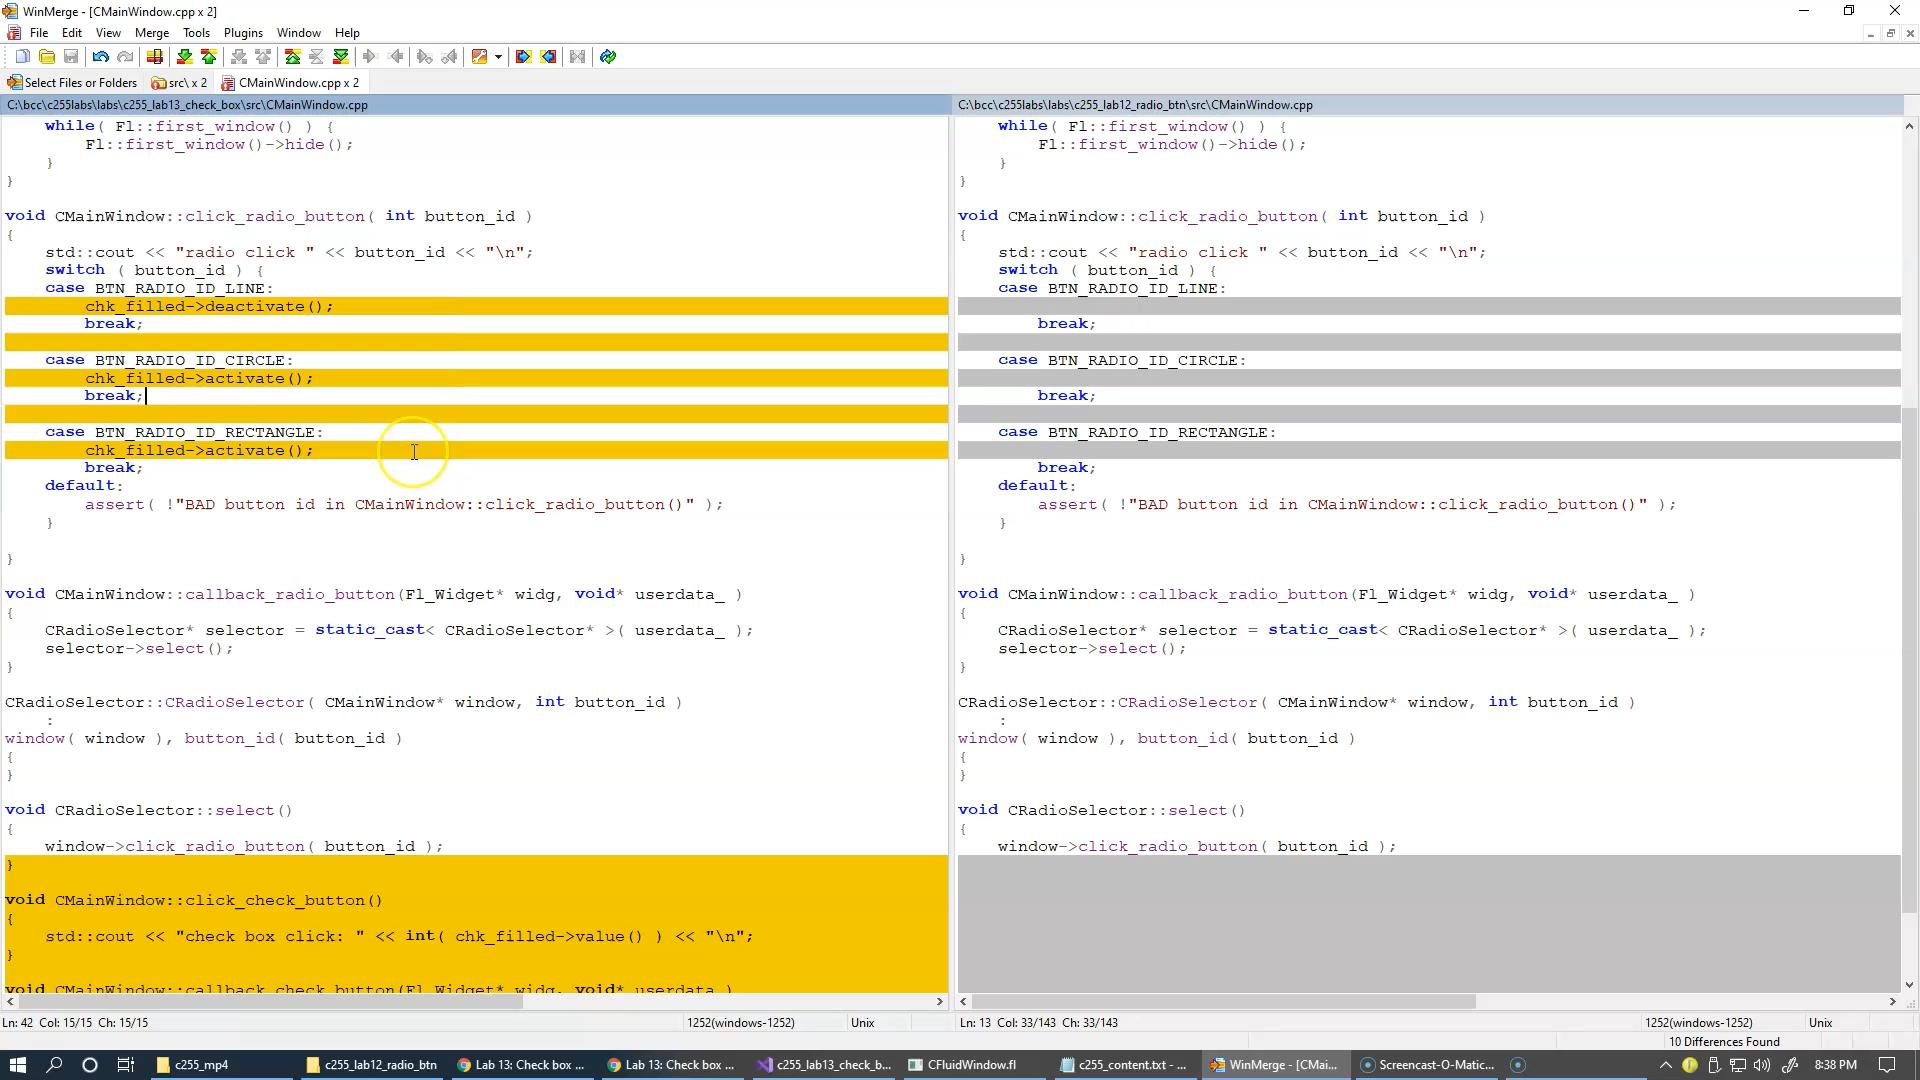 WinMerge - [CMainWindow.cpp x 2]
File Edit View Merge Tools Plugins Window Help
Select Files or Folders src\ x 2 CMainWindow.cpp x 2
C:\bcc\c255labs\labs\c255_lab13_check_box\src\CMainWindow.cpp
while( Fl::first_window() ) {
Fl::first_window()->hide();
}
}
void CMainWindow::click_radio_button( int button_id )
{
std::cout << "radio click " << button_id << "\n";
switch ( button_id ) {
case BTN_RADIO_ID_LINE:
chk_filled->deactivate();
break;
case BTN_RADIO_ID_CIRCLE:
chk_filled->activate();
break;
case BTN_RADIO_ID_RECTANGLE:
chk_filled->activate();
break;
default:
assert( !"BAD button id in CMainWindow::click_radio_button()" );
}
}
void CMainWindow::callback_radio_button(Fl_Widget* widg, void* userdata_ )
{
CRadioSelector* selector = static_cast< CRadioSelector* >( userdata_ );
selector->select();
}
CRadioSelector::CRadioSelector( CMainWindow* window, int button_id )
:
window( window ), button_id( button_id )
{
}
void CRadioSelector::select()
{
window->click_radio_button( button_id );
}
void CMainWindow::click_check_button()
{
std::cout << "check box click: " << int( chk_filled->value() ) << "\n";
}
void CMainWindow::callback_check_button(Fl_Widget* widg, void* userdata_ )
Ln: 42 Col: 15/15 Ch: 15/15 1252(windows-1252) Unix
C:\bcc\c255labs\labs\c255_lab12_radio_btn\src\CMainWindow.cpp
while( Fl::first_window() ) {
Fl::first_window()->hide();
}
}
void CMainWindow::click_radio_button( int button_id )
{
std::cout << "radio click " << button_id << "\n";
switch ( button_id ) {
case BTN_RADIO_ID_LINE:
break;
case BTN_RADIO_ID_CIRCLE:
break;
case BTN_RADIO_ID_RECTANGLE:
break;
default:
assert( !"BAD button id in CMainWindow::click_radio_button()" );
}
}
void CMainWindow::callback_radio_button(Fl_Widget* widg, void* userdata_ )
{
CRadioSelector* selector = static_cast< CRadioSelector* >( userdata_ );
selector->select();
}
CRadioSelector::CRadioSelector( CMainWindow* window, int button_id )
:
window( window ), button_id( button_id )
{
}
void CRadioSelector::select()
{
window->click_radio_button( button_id );
Ln: 13 Col: 33/143 Ch: 33/143 1252(windows-1252) Unix
10 Differences Found
c255_mp4 c255_lab12_radio_btn Lab 13: Check box ... Lab 13: Check box ... c255_lab13_check_b... CFluidWindow.fl c255_content.txt - ... WinMerge - [CMai... Screencast-O-Matic... 8:38 PM